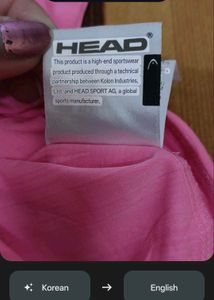 HEAD®
This product is a high-end sportswear
product produced through a technical
partnership between Kolon Industries,
Ltd. and HEAD SPORT AG, a global
sports manufacturer.
Korean → English